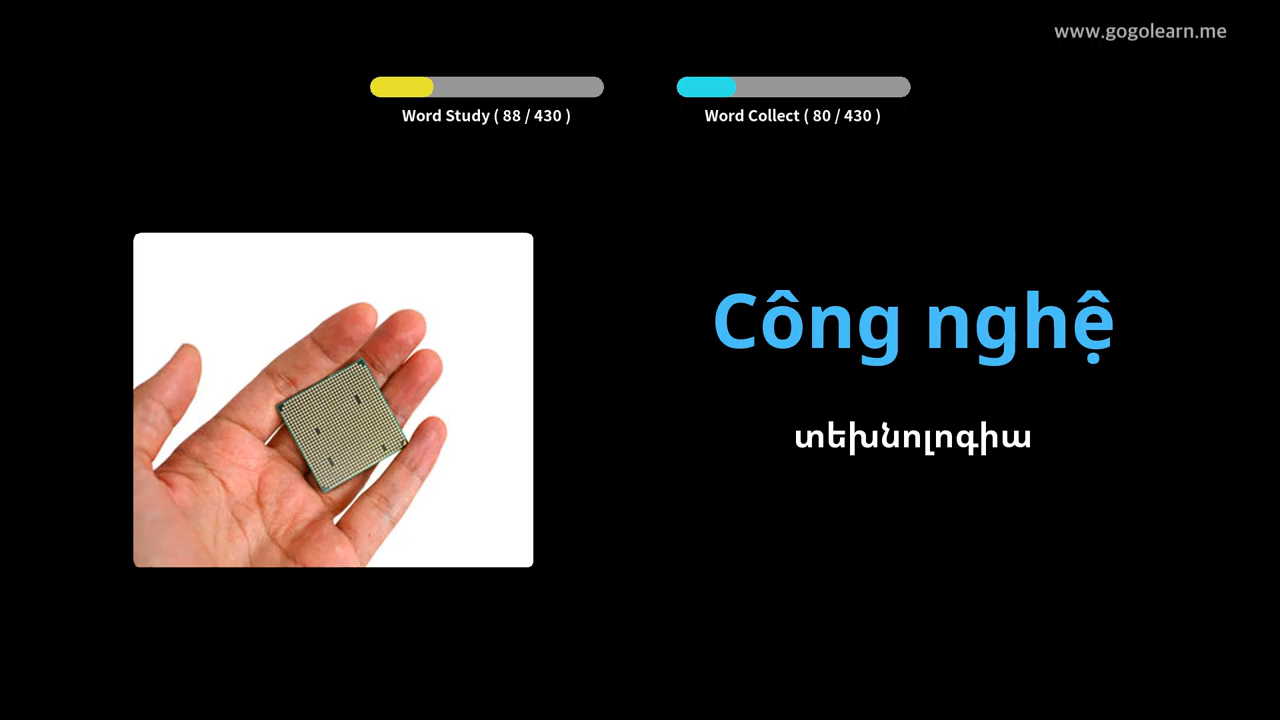 www.gogolearn.me
Word Study ( 88 / 430 )
Word Collect ( 80 / 430 )
Công nghệ
տեխնոլոգիա